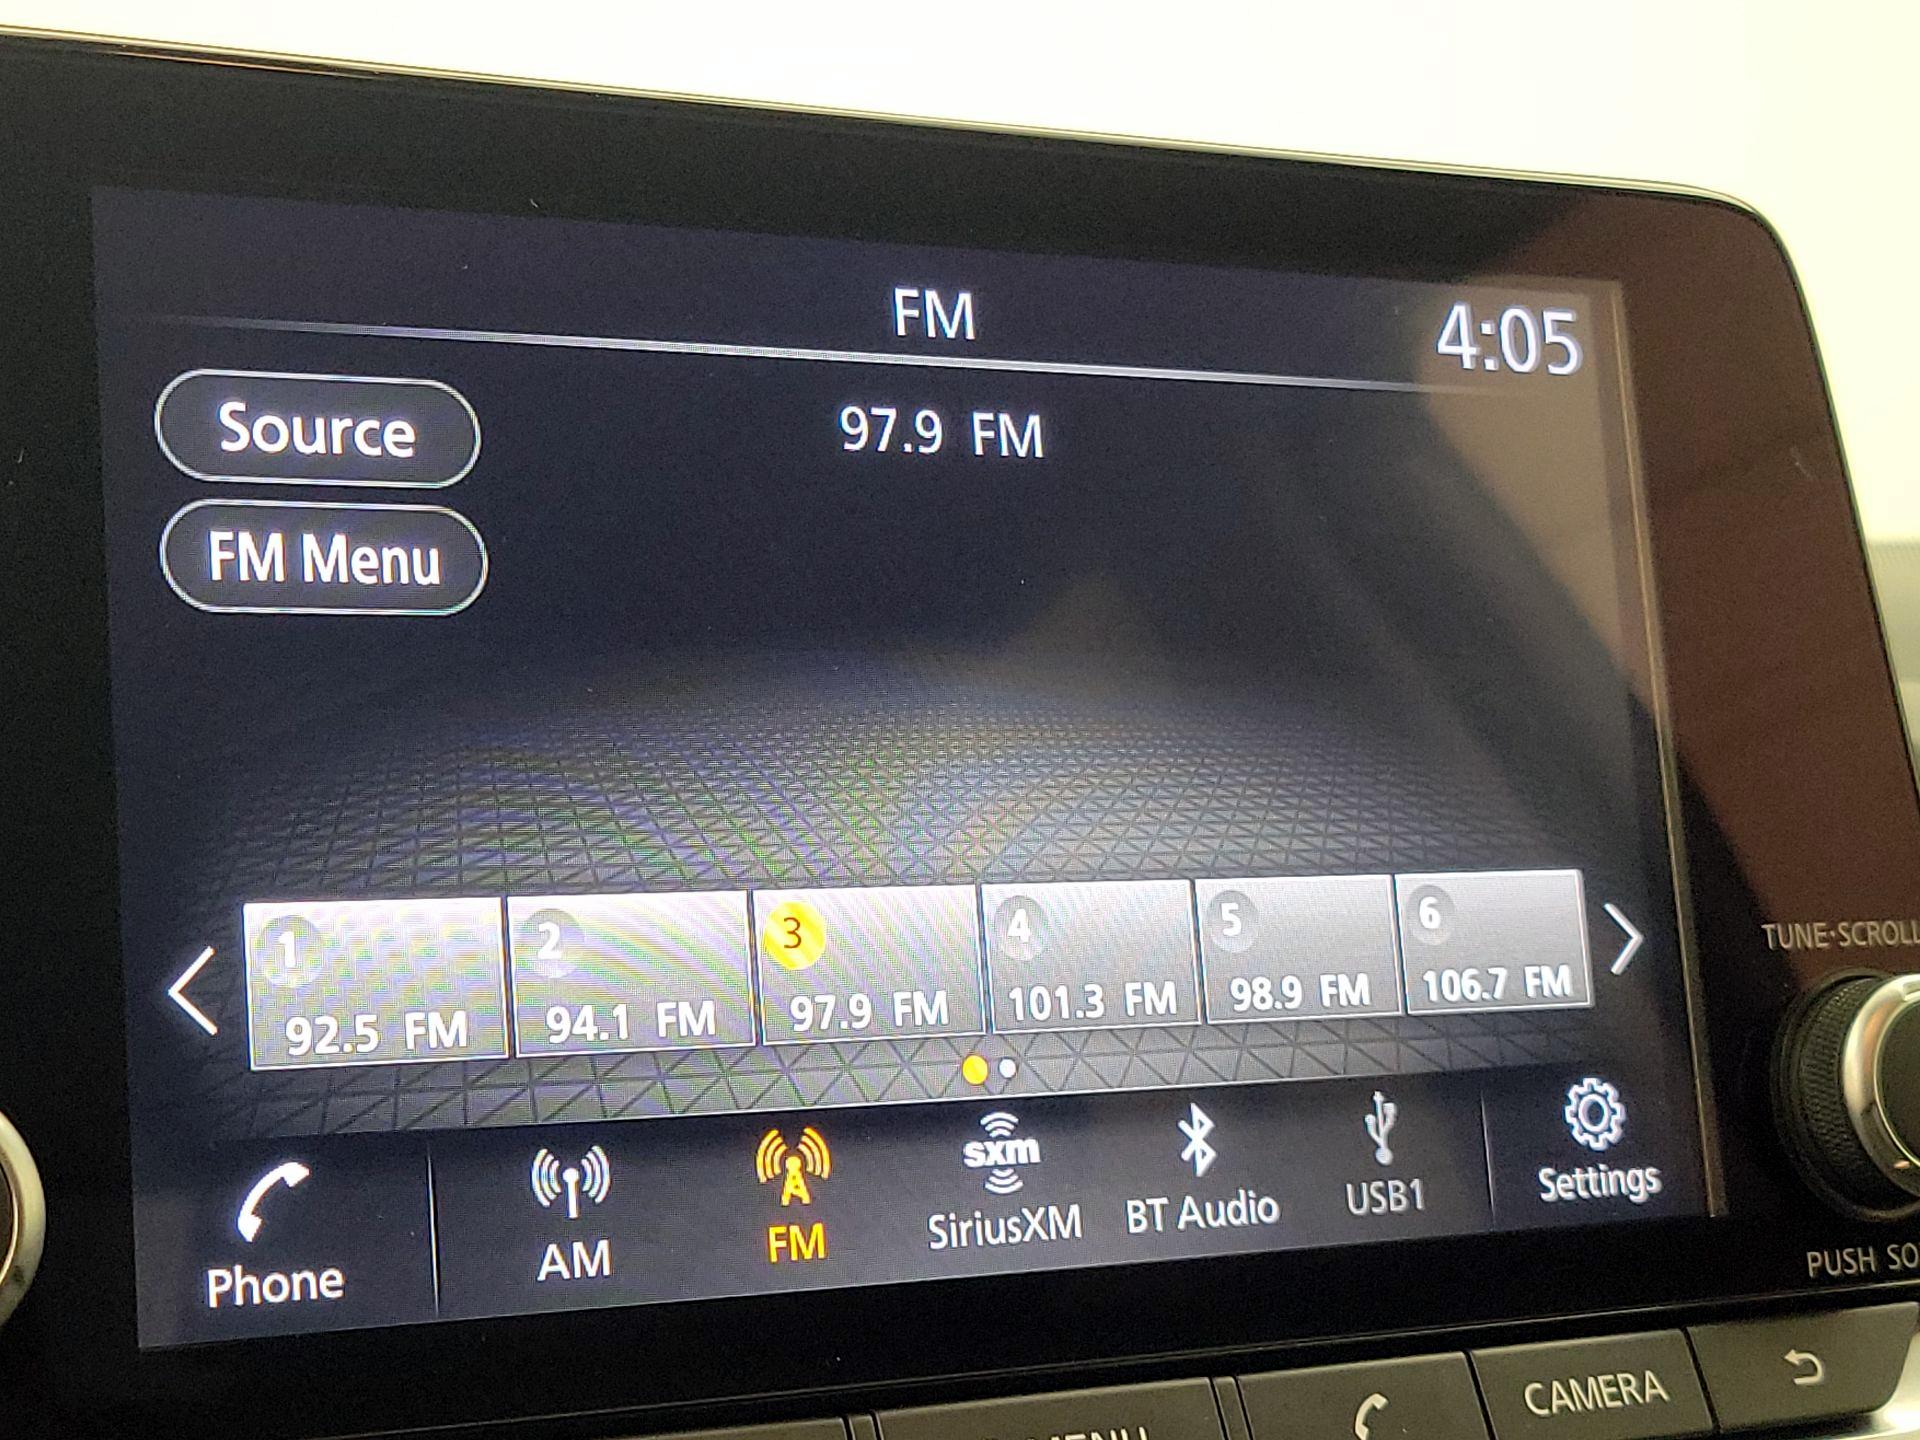 FM
4:05
Source
97.9 FM
FM Menu
1
2
3
4
5
6
92.5 FM
94.1 FM
97.9 FM
101.3 FM
98.9 FM
106.7 FM
TUNE·SCROLL
sxm
Phone
AM
FM
SiriusXM
BT Audio
USB1
Settings
PUSH SO
CAMERA
MENU